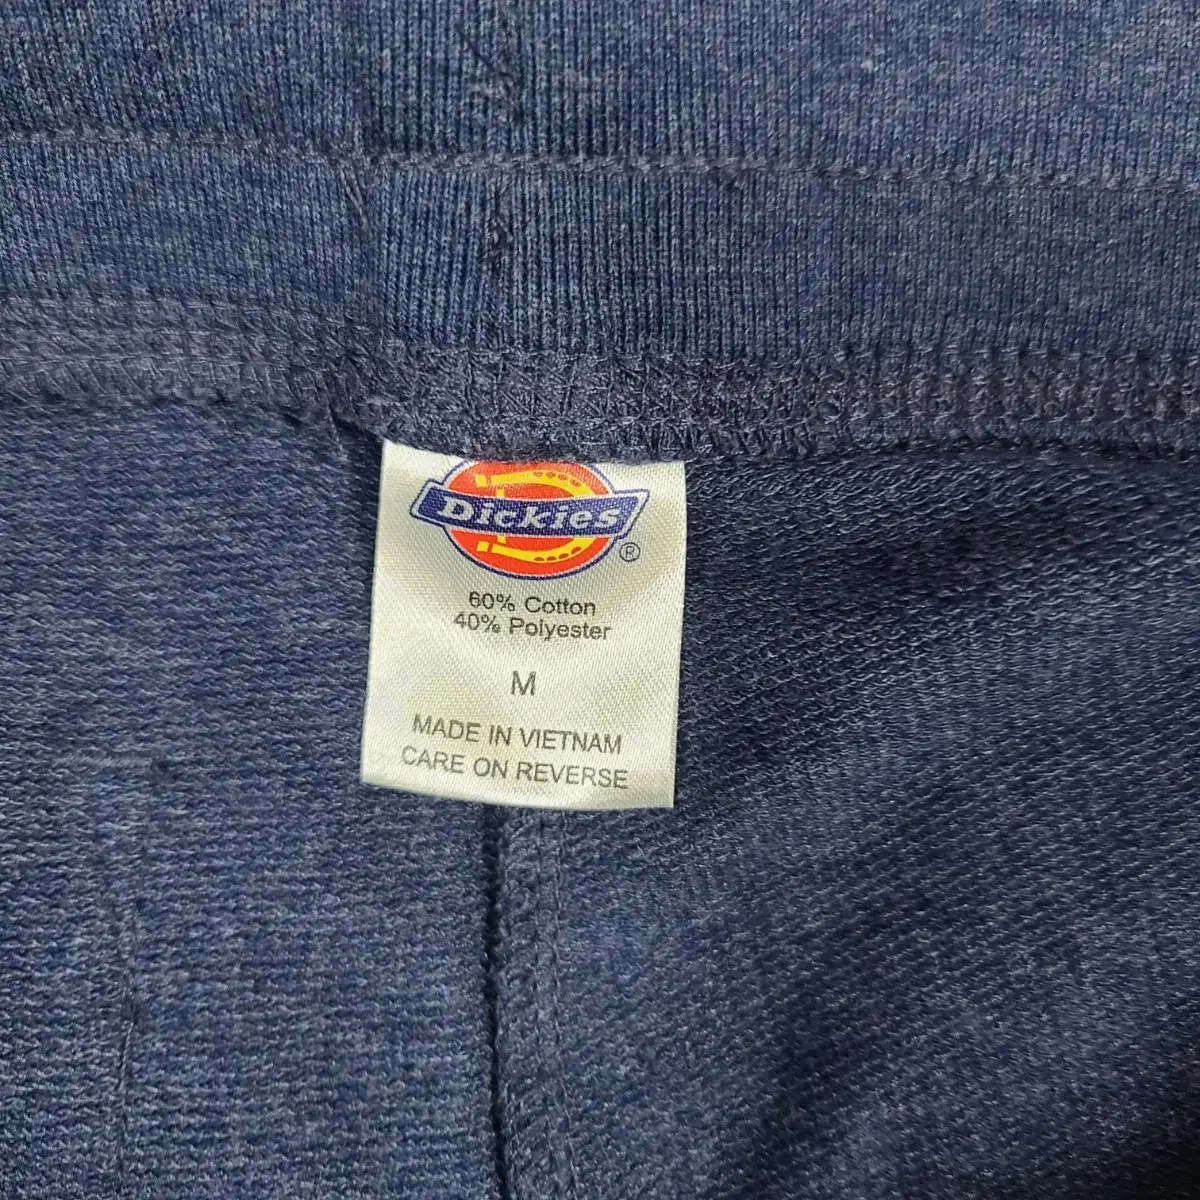 Dickies
®
60% Cotton
40% Polyester
M
MADE IN VIETNAM
CARE ON REVERSE